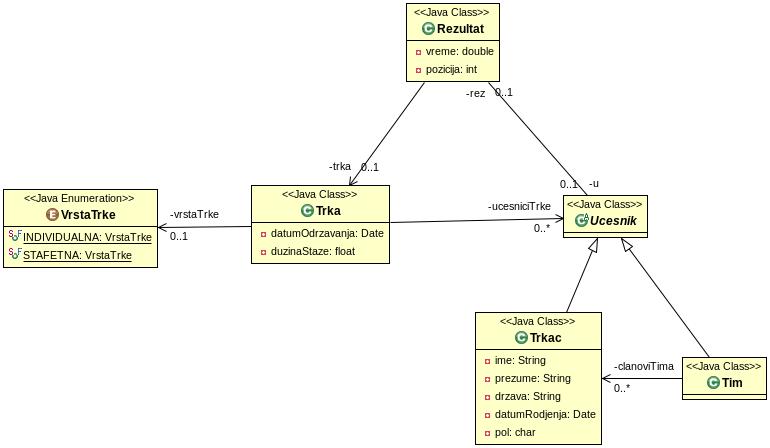 <<Java Class>>
Rezultat
vreme: double
pozicija: int
-rez 0..1
-trka 0..1
0..1 -u
<<Java Enumeration>>
VrstaTrke
INDIVIDUALNA: VrstaTrke
STAFETNA: VrstaTrke
-vrstaTrke
0..1
<<Java Class>>
Trka
datumOdrzavanja: Date
duzinaStaze: float
-ucesniciTrke
0..*
<<Java Class>>
Ucesnik
<<Java Class>>
Trkac
ime: String
prezume: String
drzava: String
datumRodjenja: Date
pol: char
-clanoviTima
0..*
<<Java Class>>
Tim